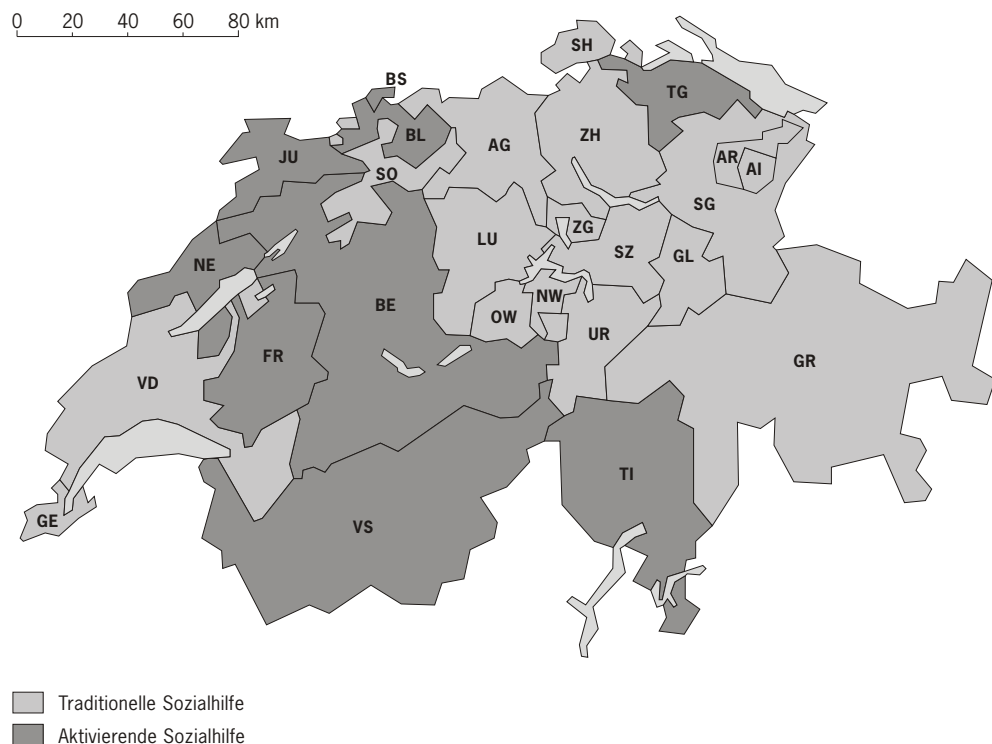 0 20 40 60 80 km
SH
BS
TG
BL
ZH
AG
JU
AR
AI
SO
SG
ZG
LU
SZ
GL
NE
NW
BE
OW
UR
FR
GR
VD
TI
GE
VS
Traditionelle Sozialhilfe
Aktivierende Sozialhilfe